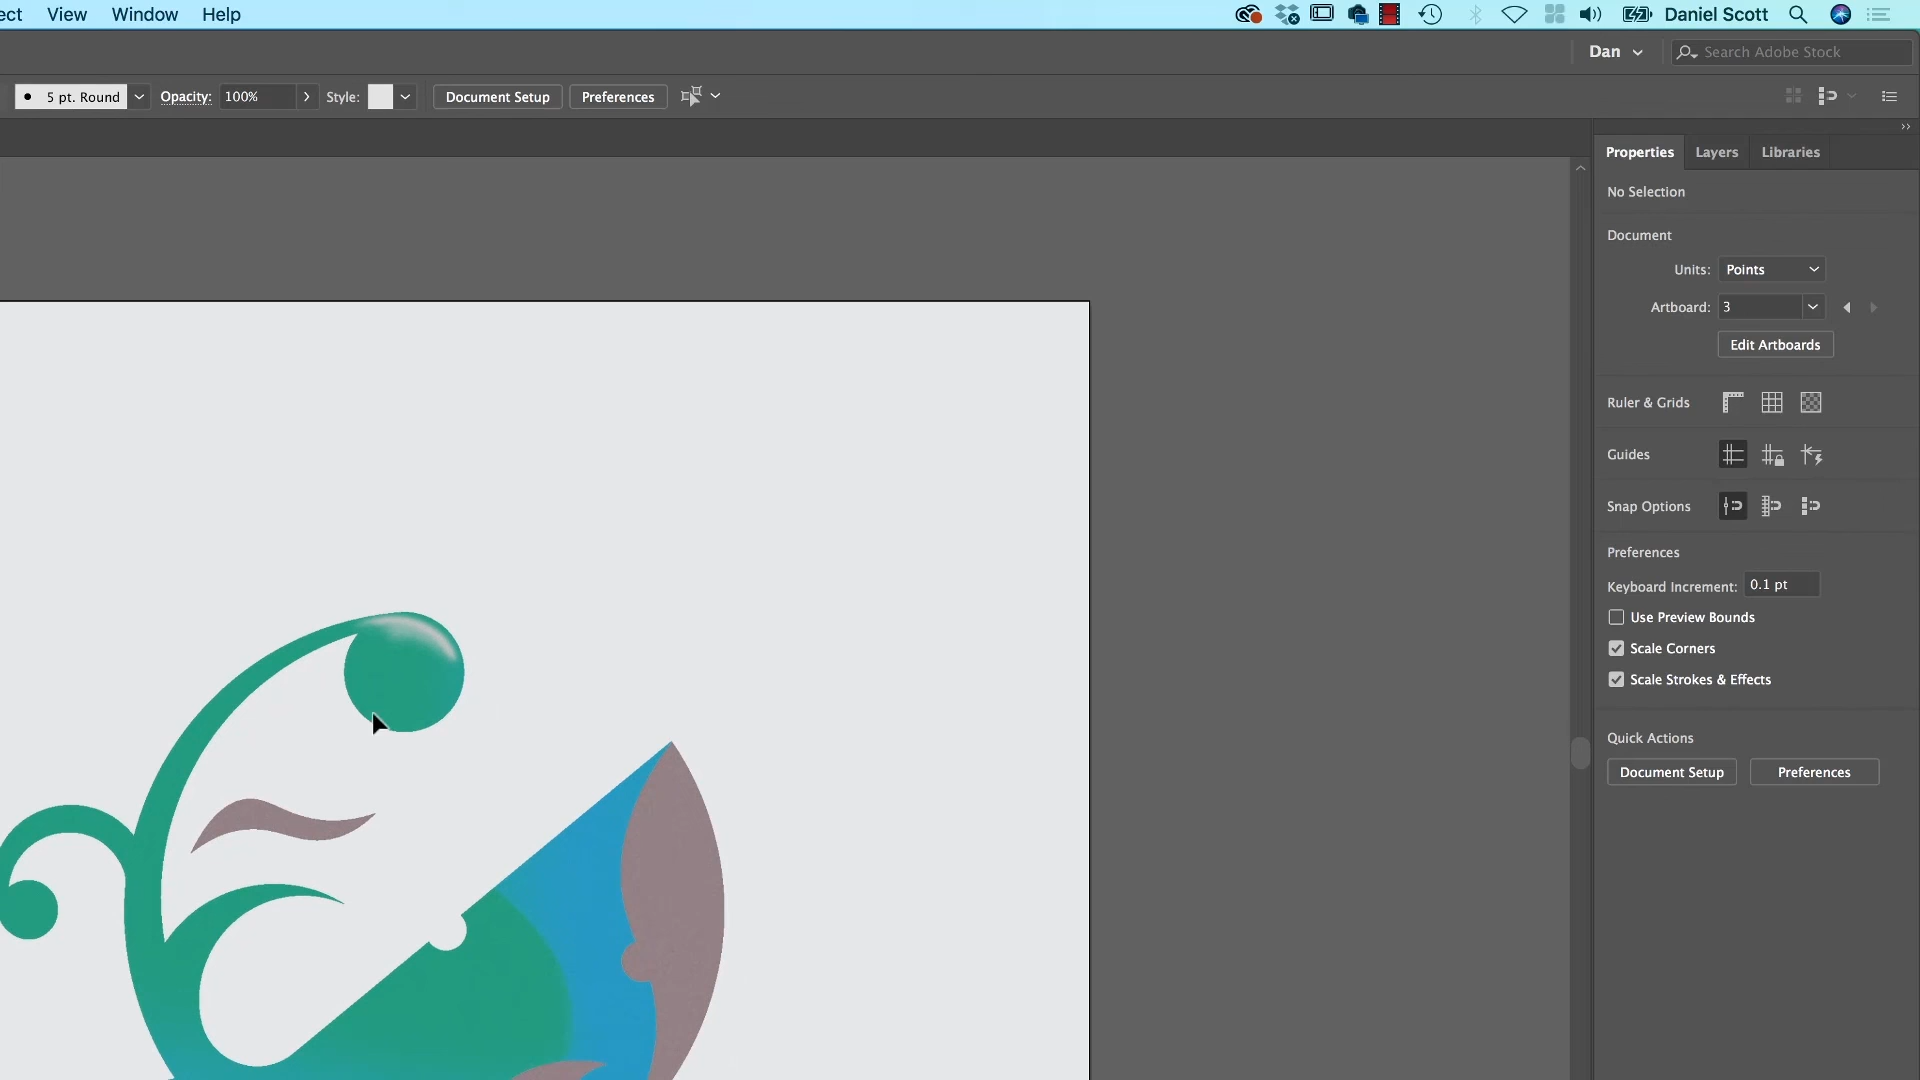 ect View Window Help Daniel Scott
Dan Search Adobe Stock
5 pt. Round Opacity: 100% Style: Document Setup Preferences
Properties Layers Libraries
No Selection
Document
Units: Points
Artboard: 3
Edit Artboards
Ruler & Grids
Guides
Snap Options
Preferences
Keyboard Increment: 0.1 pt
Use Preview Bounds
Scale Corners
Scale Strokes & Effects
Quick Actions
Document Setup Preferences